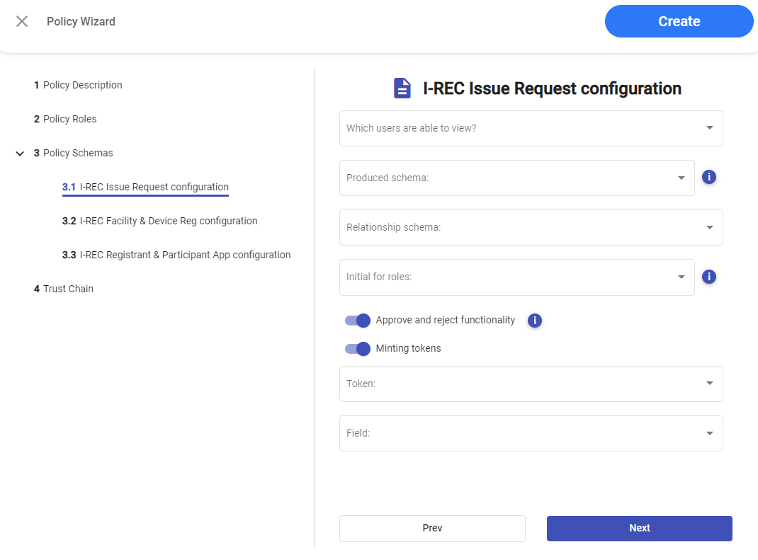 Policy Wizard
Create
1 Policy Description
2 Policy Roles
3 Policy Schemas
3.1 I-REC Issue Request configuration
3.2 I-REC Facility & Device Reg configuration
3.3 I-REC Registrant & Participant App configuration
4 Trust Chain
I-REC Issue Request configuration
Which users are able to view?
Produced schema:
Relationship schema:
Initial for roles:
Approve and reject functionality
Minting tokens
Token:
Field:
Prev
Next